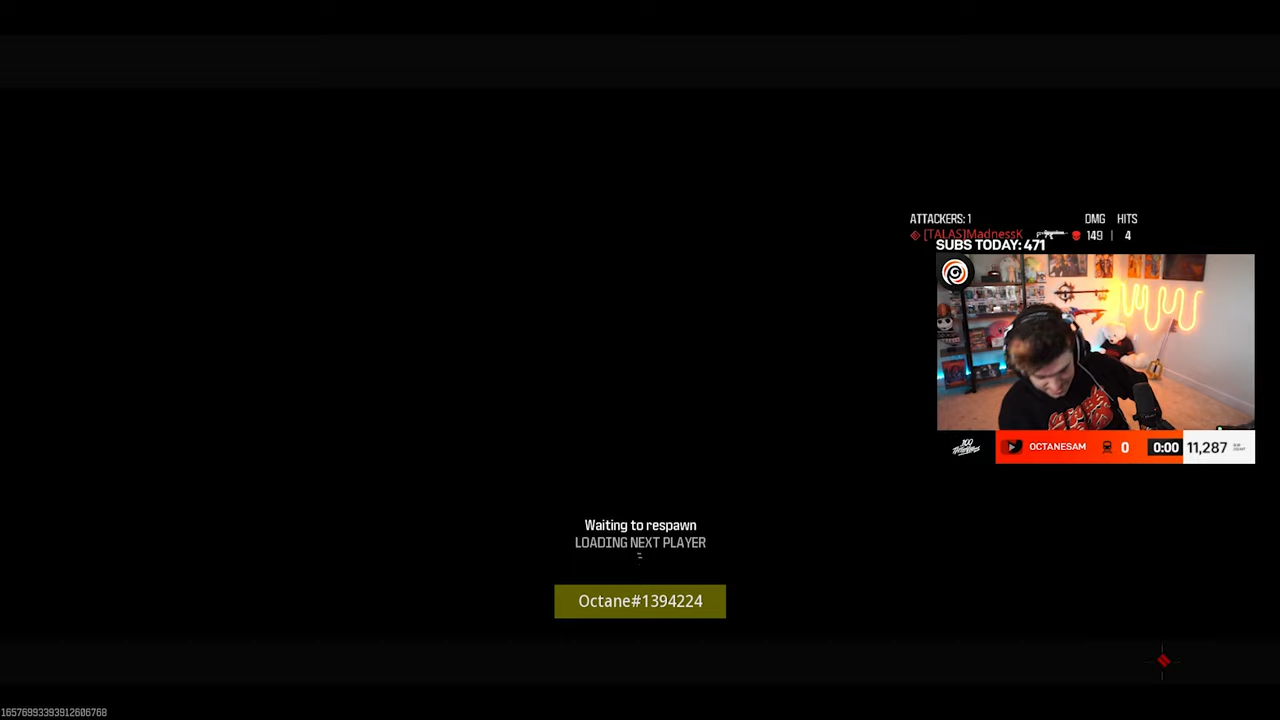 ATTACKERS: 1 DMG HITS
[TALAS]MadnessK 149 | 4
SUBS TODAY: 471
100
OCTANESAM 0 0:00 11,287
Waiting to respawn
LOADING NEXT PLAYER
Octane#1394224
16576993393912606768